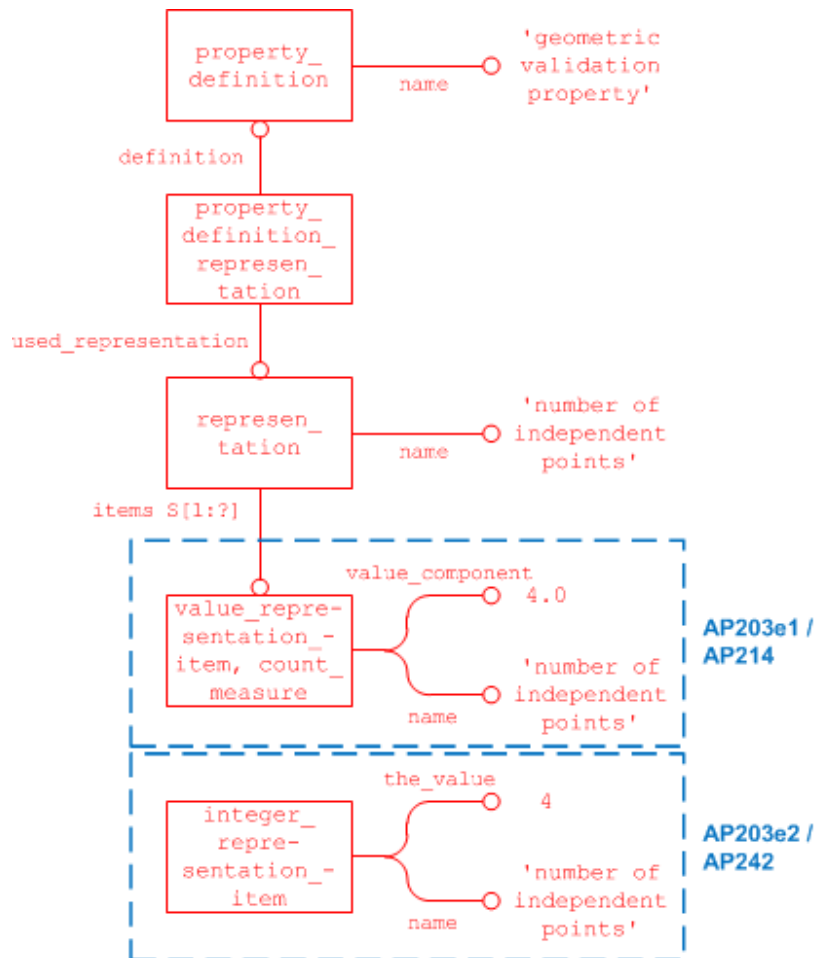 property_
definition
name
'geometric
validation
property'
definition
property_
definition_
represen_
tation
used_representation
represen_
tation
name
'number of
independent
points'
items S[1:?]
value_repre-
sentation_-
item, count_
measure
value_component
4.0
name
'number of
independent
points'
AP203e1 /
AP214
integer_
repre-
sentation_-
item
the_value
4
name
'number of
independent
points'
AP203e2 /
AP242